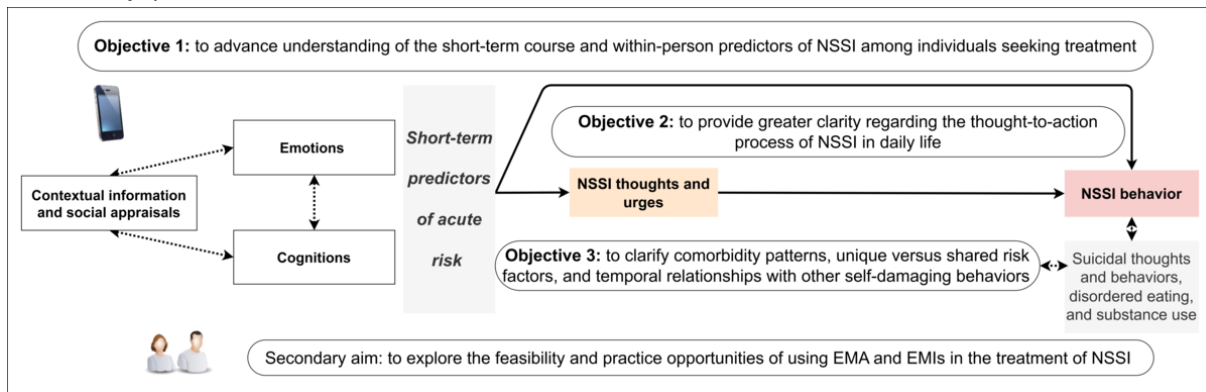 Objective 1: to advance understanding of the short-term course and within-person predictors of NSSI among individuals seeking treatment
Objective 2: to provide greater clarity regarding the thought-to-action
process of NSSI in daily life
Emotions
Short-term
predictors
of acute
risk
Contextual information
and social appraisals
Cognitions
NSSI thoughts and
urges
NSSI behavior
Objective 3: to clarify comorbidity patterns, unique versus shared risk
factors, and temporal relationships with other self-damaging behaviors
Suicidal thoughts
and behaviors,
disordered eating,
and substance use
Secondary aim: to explore the feasibility and practice opportunities of using EMA and EMIs in the treatment of NSSI